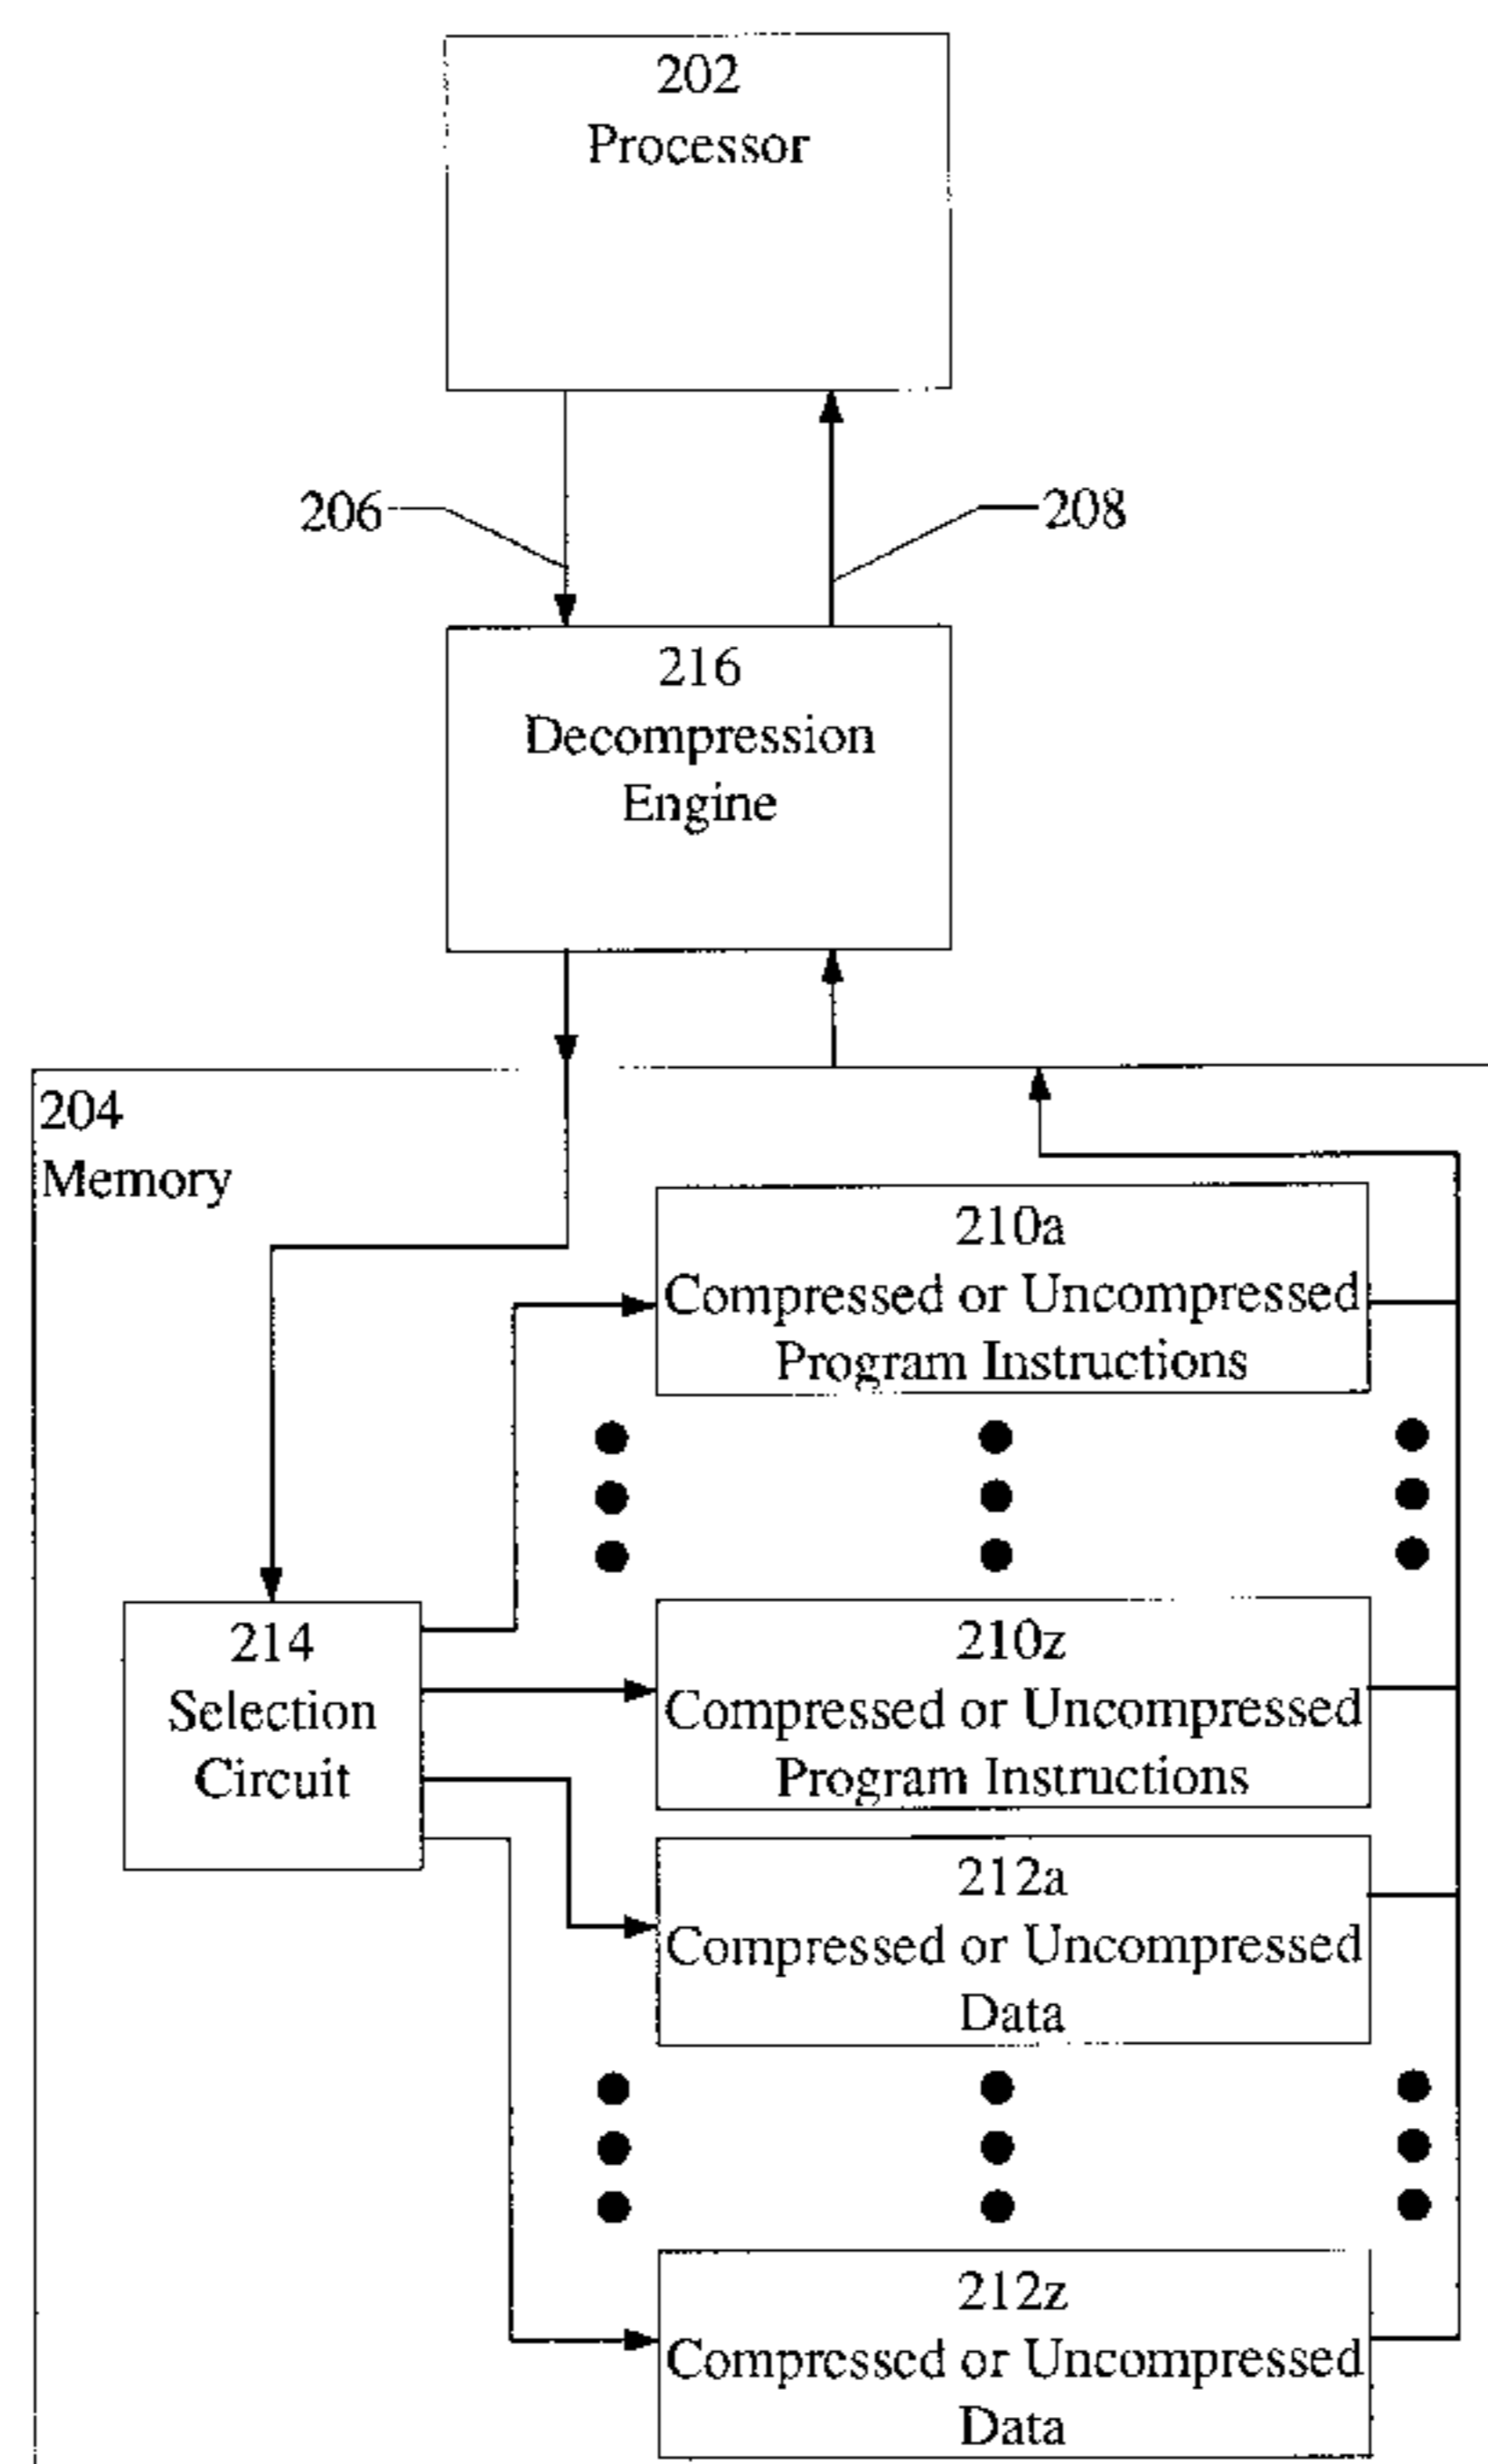 202
Processor
206
208
216
Decompression
Engine
204
Memory
210a
Compressed or Uncompressed
Program Instructions
210z
Compressed or Uncompressed
Program Instructions
214
Selection
Circuit
212a
Compressed or Uncompressed
Data
212z
Compressed or Uncompressed
Data